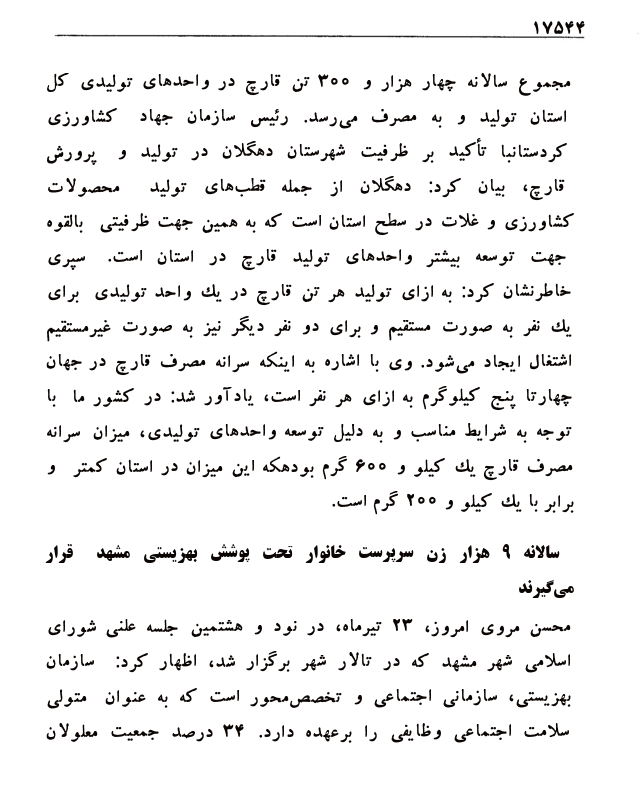 ۱۷۵۴۴
مجموع سالانه چهار هزار و ۳۰۰ تن قارچ در واحدهای تولیدی کل
استان تولید و به مصرف می‌رسد. رئیس سازمان جهاد کشاورزی
کردستانبا تأکید بر ظرفیت شهرستان دهگلان در تولید و پرورش
قارچ، بیان کرد: دهگلان از جمله قطب‌های تولید محصولات
کشاورزی و غلات در سطح استان است که به همین جهت ظرفیتی بالقوه
جهت توسعه بیشتر واحدهای تولید قارچ در استان است. سپری
خاطرنشان کرد: به ازای تولید هر تن قارچ در یك واحد تولیدی برای
یك نفر به صورت مستقیم و برای دو نفر دیگر نیز به صورت غیرمستقیم
اشتغال ایجاد می‌شود. وی با اشاره به اینکه سرانه مصرف قارچ در جهان
چهارتا پنج کیلوگرم به ازای هر نفر است، یادآور شد: در کشور ما با
توجه به شرایط مناسب و به دلیل توسعه واحدهای تولیدی، میزان سرانه
مصرف قارچ یك کیلو و ۶۰۰ گرم بودهکه این میزان در استان کمتر و
برابر با یك کیلو و ۲۰۰ گرم است.
سالانه ۹ هزار زن سرپرست خانوار تحت پوشش بهزیستی مشهد قرار
می‌گیرند
محسن مروی امروز، ۲۳ تیرماه، در نود و هشتمین جلسه علنی شورای
اسلامی شهر مشهد که در تالار شهر برگزار شد، اظهار کرد: سازمان
بهزیستی، سازمانی اجتماعی و تخصص‌محور است که به عنوان متولی
سلامت اجتماعی وظایفی را برعهده دارد. ۳۴ درصد جمعیت معلولان